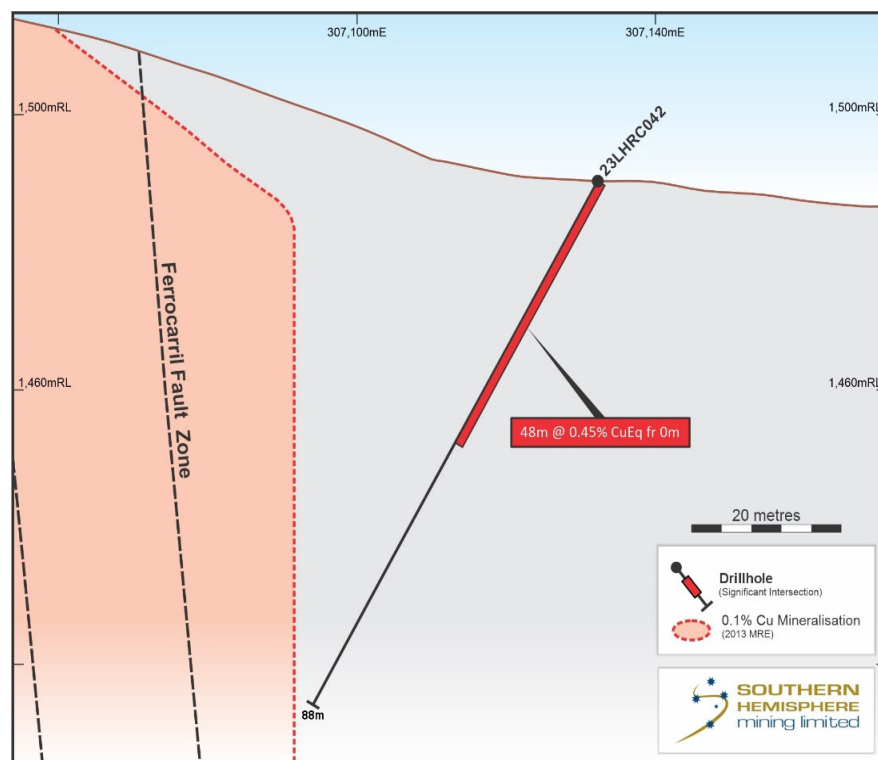 307,100mE
307,140mE
1,500mRL
1,500mRL
23LHRC042
Ferrocarril Fault Zone
1,460mRL
1,460mRL
48m @ 0.45% CuEq fr 0m
20 metres
Drillhole
(Significant Intersection)
0.1% Cu Mineralisation
(2013 MRE)
88m
SOUTHERN
HEMISPHERE
mining limited